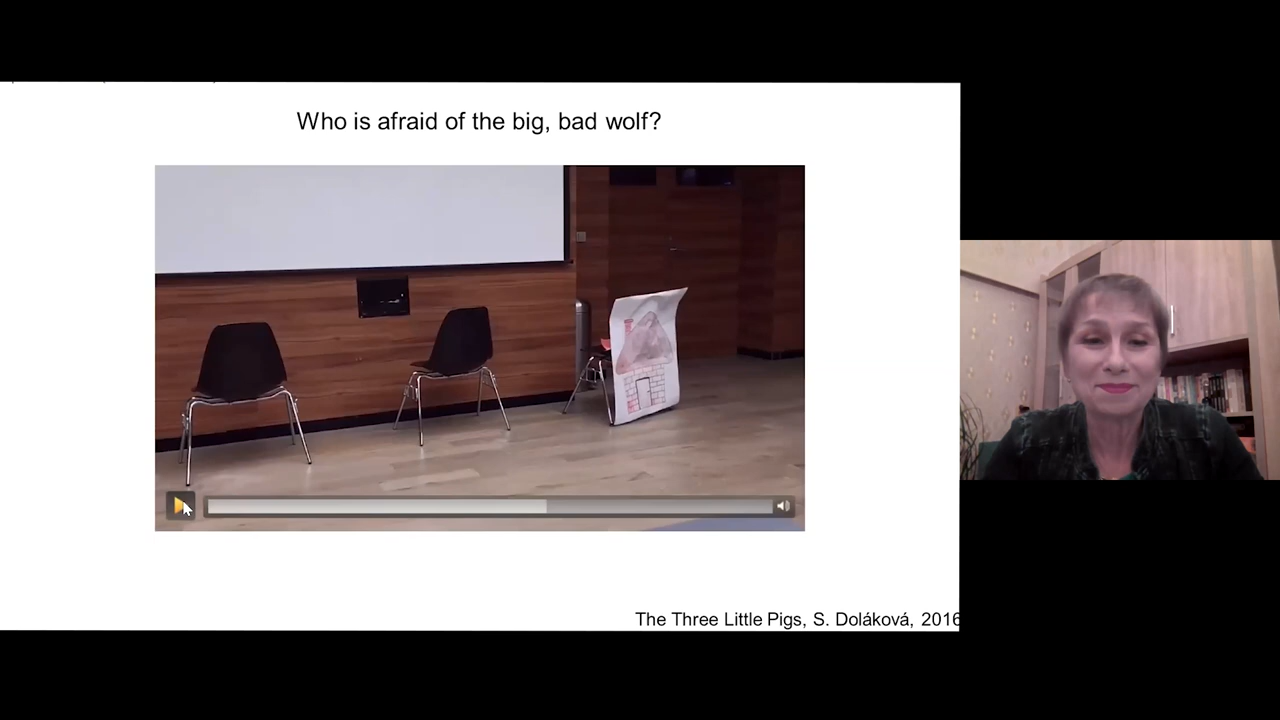 Who is afraid of the big, bad wolf?
The Three Little Pigs, S. Doláková, 2016